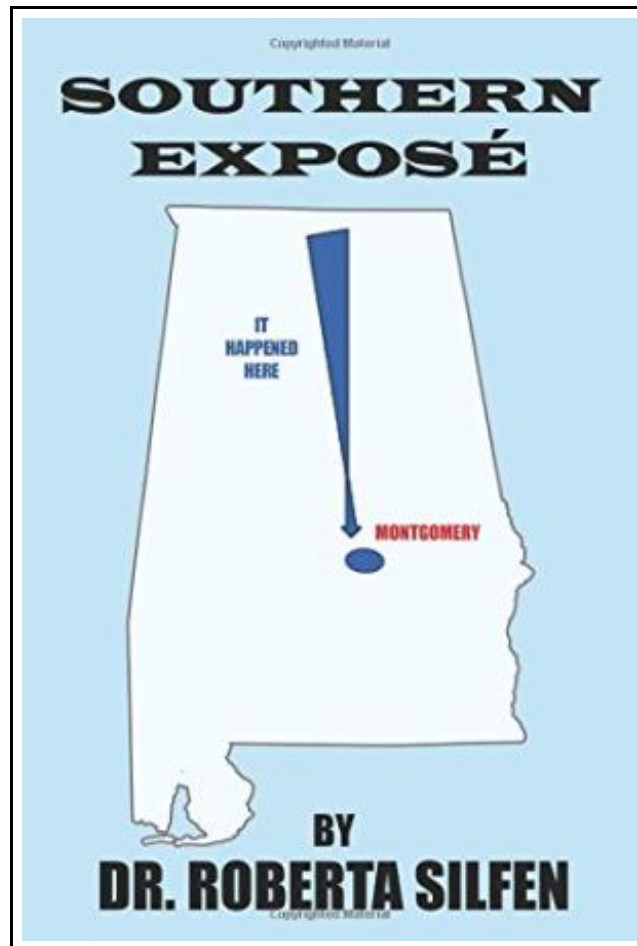 Copyrighted Material
SOUTHERN
EXPOSÉ
IT
HAPPENED
HERE
MONTGOMERY
BY
DR. ROBERTA SILFEN
Copyrighted Material